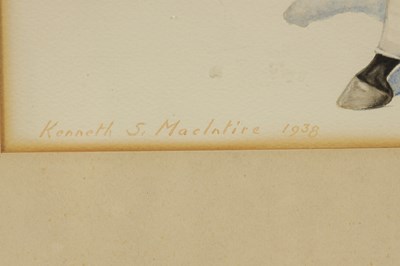 Kenneth S. MacIntire 1938